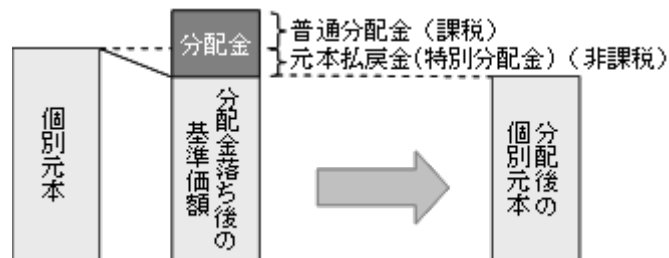 分配金
普通分配金（課税）
元本払戻金(特別分配金)（非課税）
個別元本
分配金落ち後の
基準価額
分配後の
個別元本